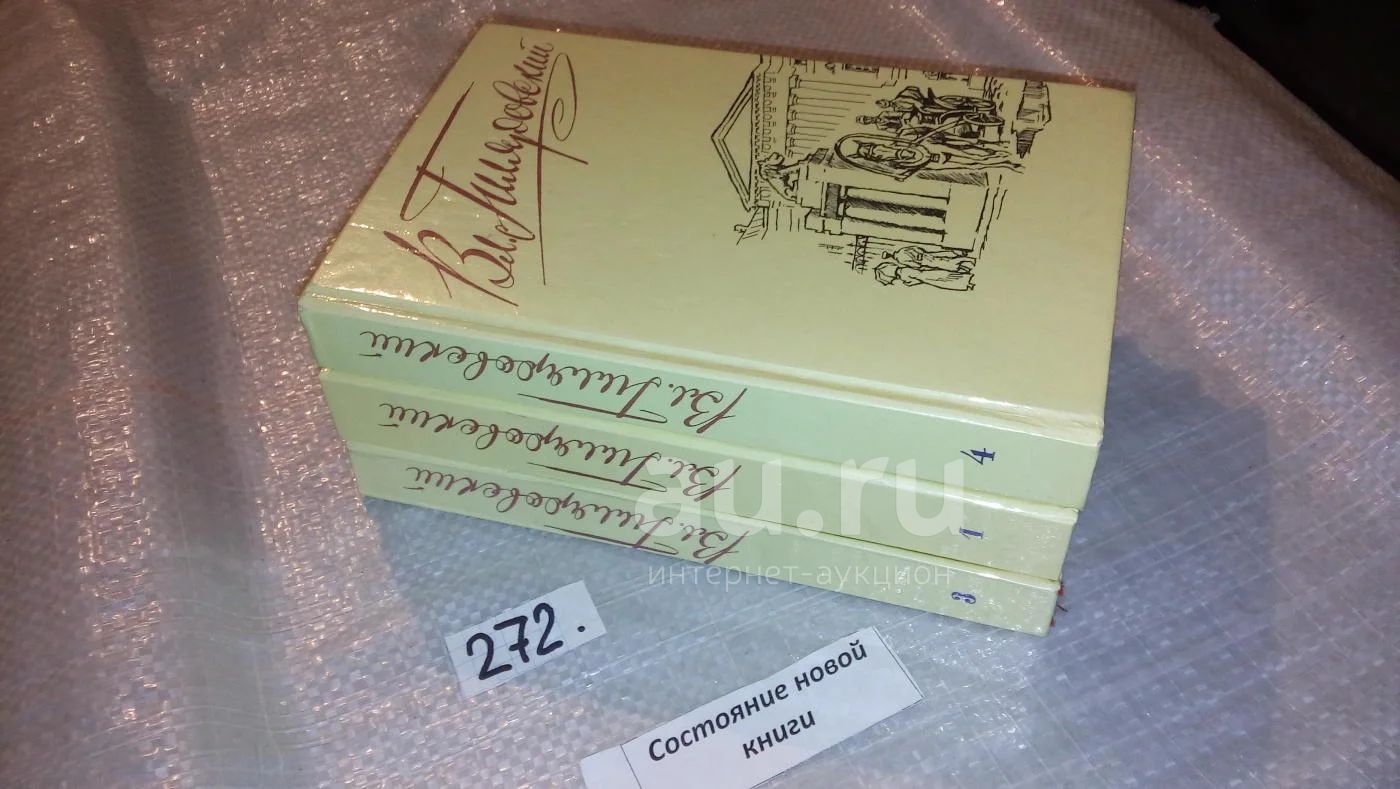 Вл. Гиляровский
Вл. Гиляровский
4
Вл. Гиляровский
1
Вл. Гиляровский
3
au.ru
интернет-аукцион
272.
Состояние новой
книги